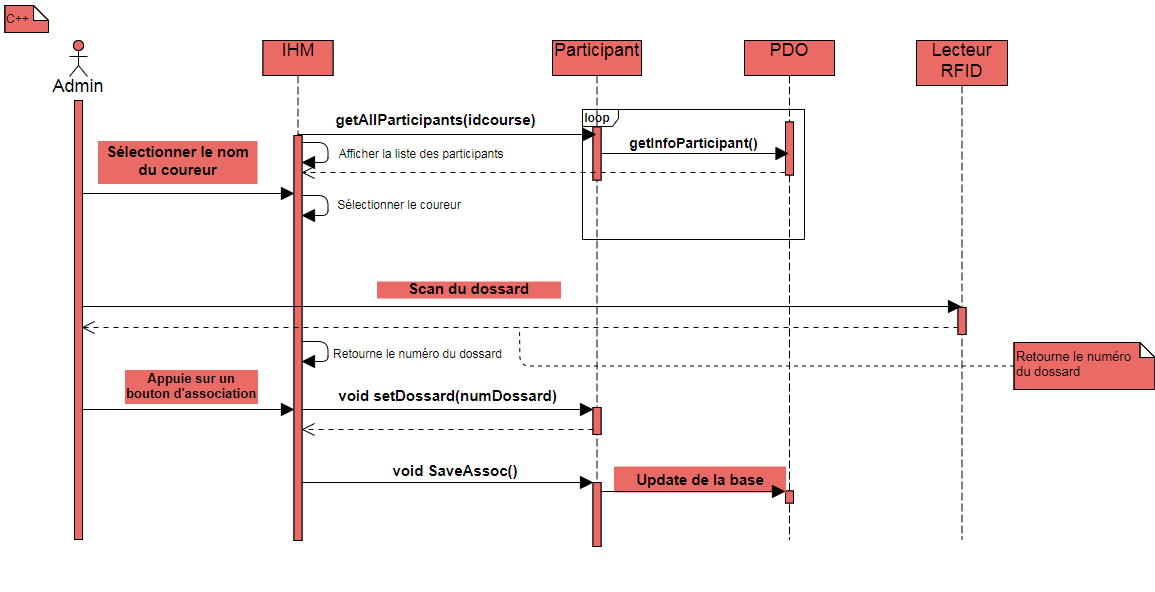 C++
Admin
IHM
Participant
PDO
Lecteur
RFID
getAllParticipants(idcourse)
loop
getInfoParticipant()
Afficher la liste des participants
Sélectionner le nom
du coureur
Sélectionner le coureur
Scan du dossard
Retourne le numéro du dossard
Retourne le numéro
du dossard
Appuie sur un
bouton d'association
void setDossard(numDossard)
void SaveAssoc()
Update de la base